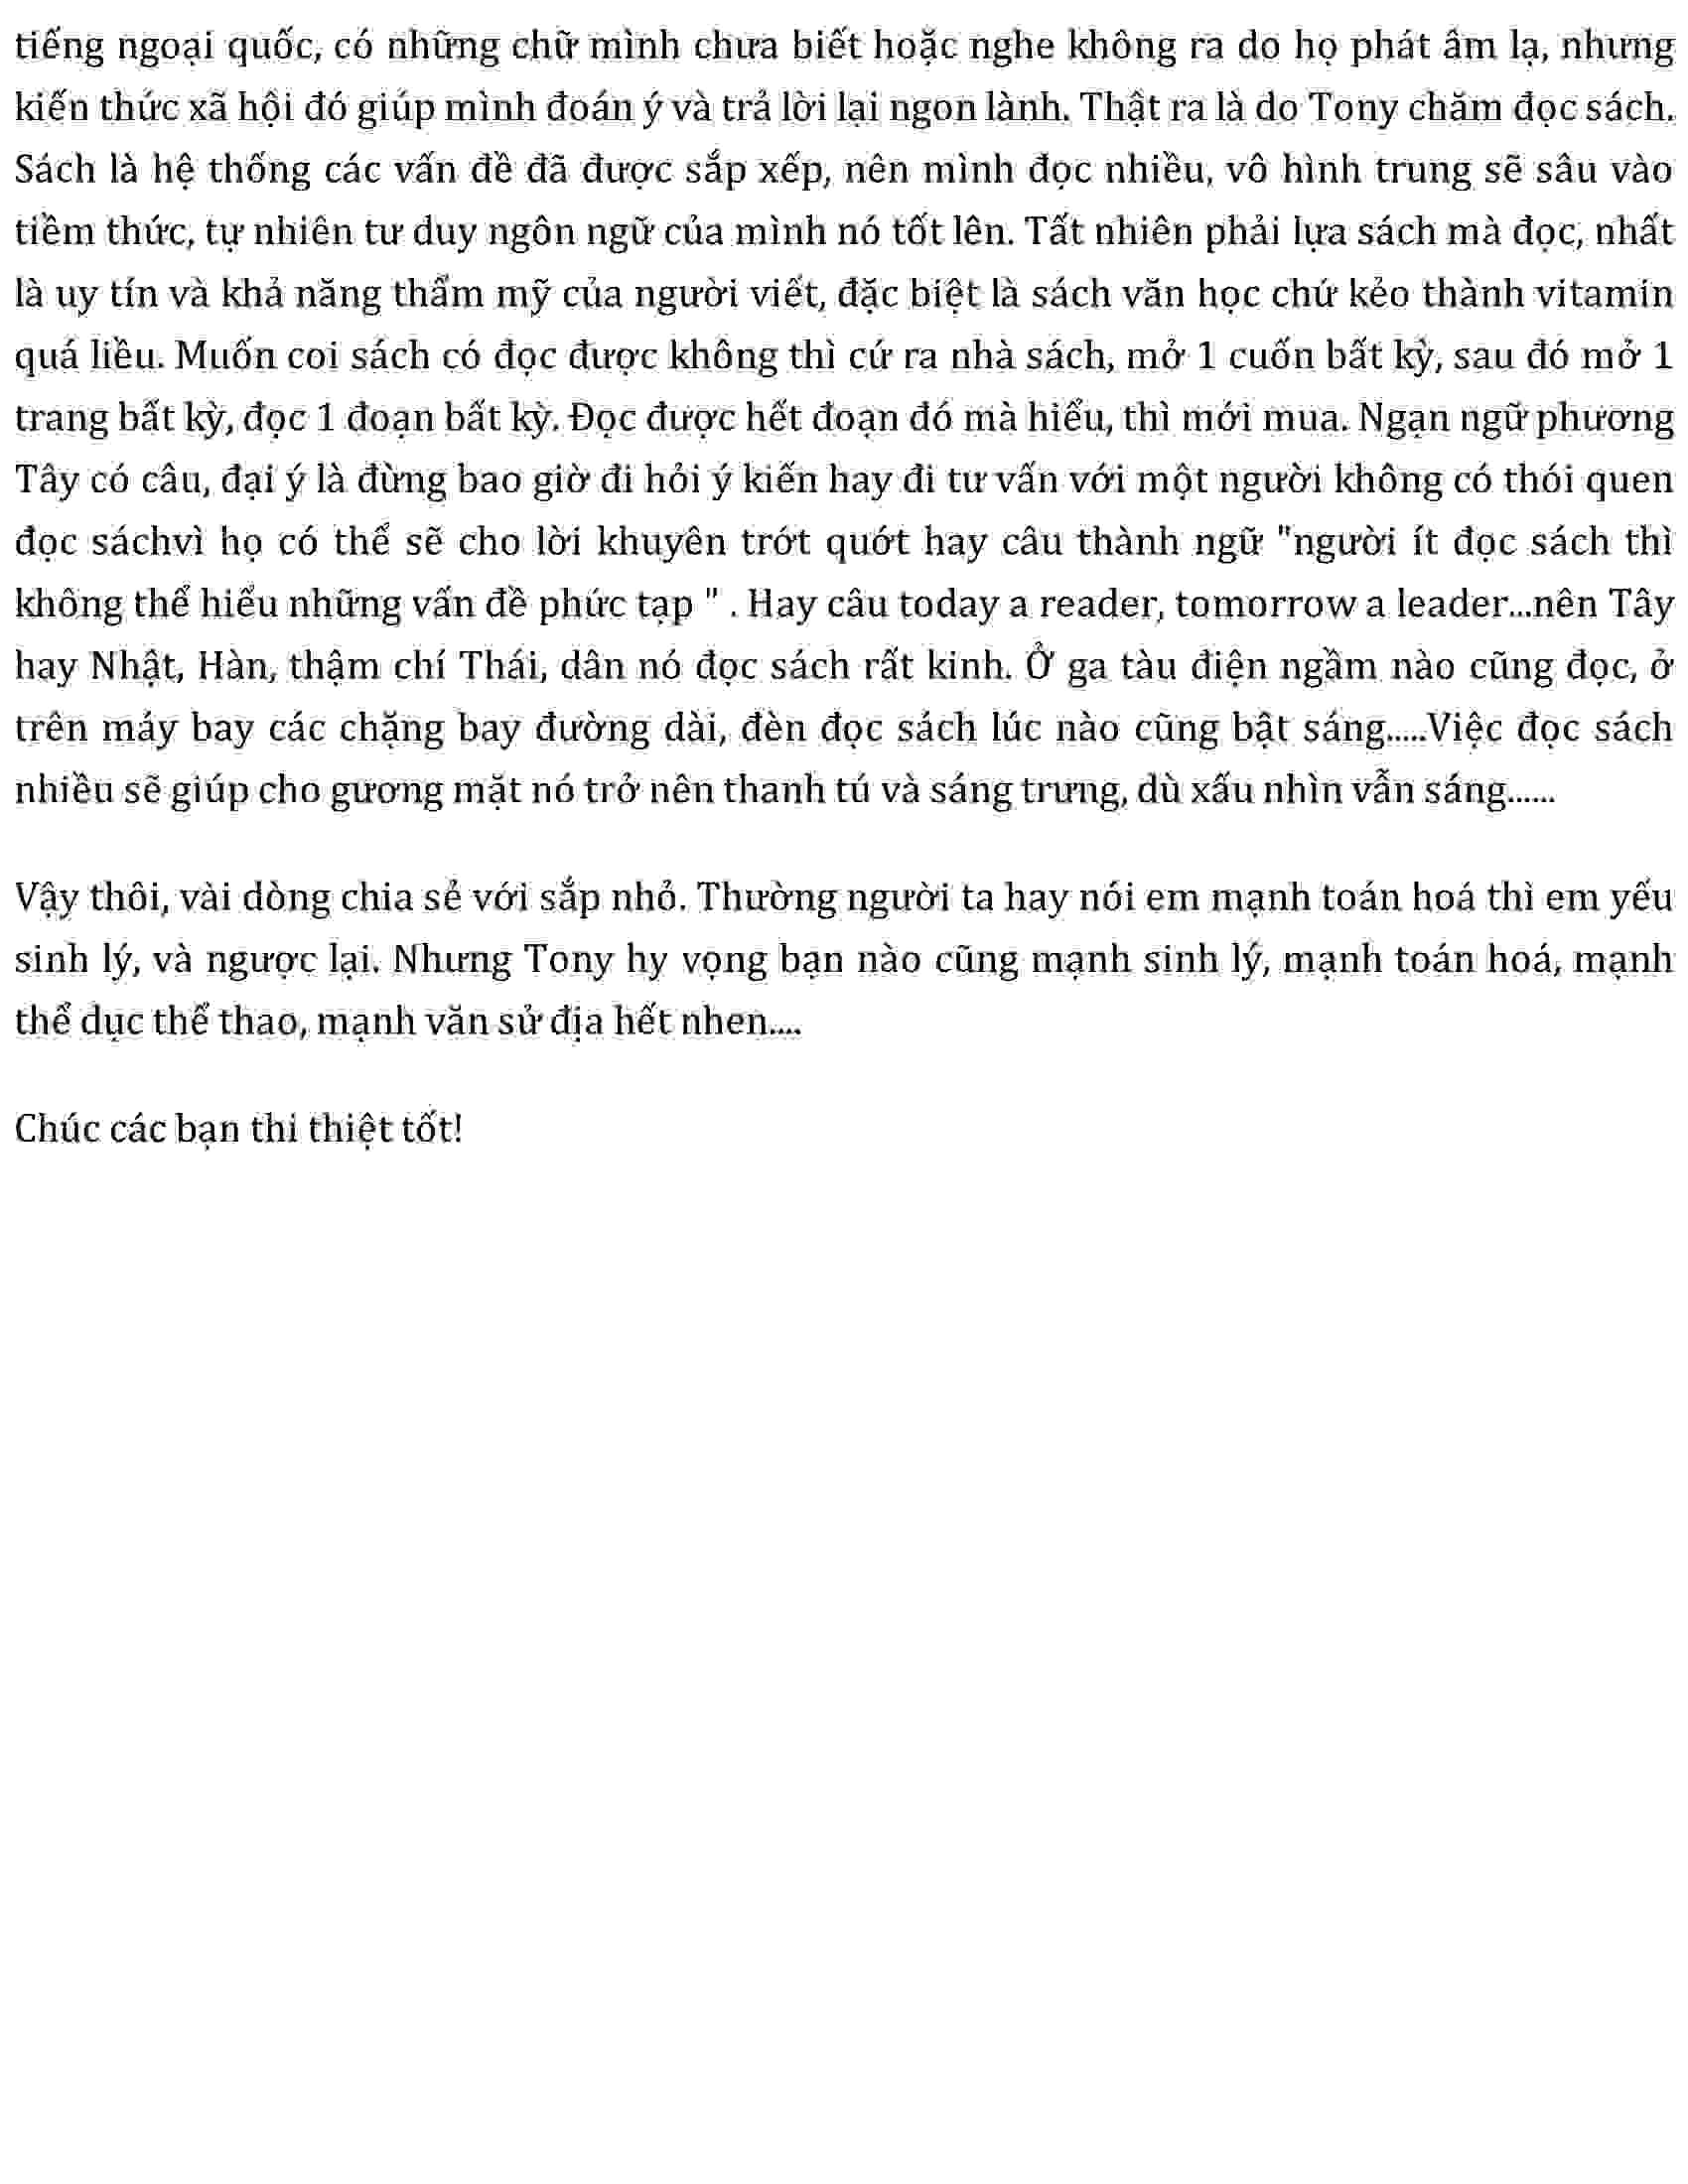 tiếng ngoại quốc, có những chữ mình chưa biết hoặc nghe không ra do họ phát âm lạ, nhưng
kiến thức xã hội đó giúp mình đoán ý và trả lời lại ngon lành. Thật ra là do Tony chăm đọc sách.
Sách là hệ thống các vấn đề đã được sắp xếp, nên mình đọc nhiều, vô hình trung sẽ sâu vào
tiềm thức, tự nhiên tư duy ngôn ngữ của mình nó tốt lên. Tất nhiên phải lựa sách mà đọc, nhất
là uy tín và khả năng thẩm mỹ của người viết, đặc biệt là sách văn học chứ kẻo thành vitamin
quá liều. Muốn coi sách có đọc được không thì cứ ra nhà sách, mở 1 cuốn bất kỳ, sau đó mở 1
trang bất kỳ, đọc 1 đoạn bất kỳ. Đọc được hết đoạn đó mà hiểu, thì mới mua. Ngạn ngữ phương
Tây có câu, đại ý là đừng bao giờ đi hỏi ý kiến hay đi tư vấn với một người không có thói quen
đọc sáchvì họ có thể sẽ cho lời khuyên trớt quớt hay câu thành ngữ "người ít đọc sách thì
không thể hiểu những vấn đề phức tạp " . Hay câu today a reader, tomorrow a leader...nên Tây
hay Nhật, Hàn, thậm chí Thái, dân nó đọc sách rất kinh. Ở ga tàu điện ngầm nào cũng đọc, ở
trên máy bay các chặng bay đường dài, đèn đọc sách lúc nào cũng bật sáng.....Việc đọc sách
nhiều sẽ giúp cho gương mặt nó trở nên thanh tú và sáng trưng, dù xấu nhìn vẫn sáng......
Vậy thôi, vài dòng chia sẻ với sắp nhỏ. Thường người ta hay nói em mạnh toán hoá thì em yếu
sinh lý, và ngược lại. Nhưng Tony hy vọng bạn nào cũng mạnh sinh lý, mạnh toán hoá, mạnh
thể dục thể thao, mạnh văn sử địa hết nhen....
Chúc các bạn thi thiệt tốt!